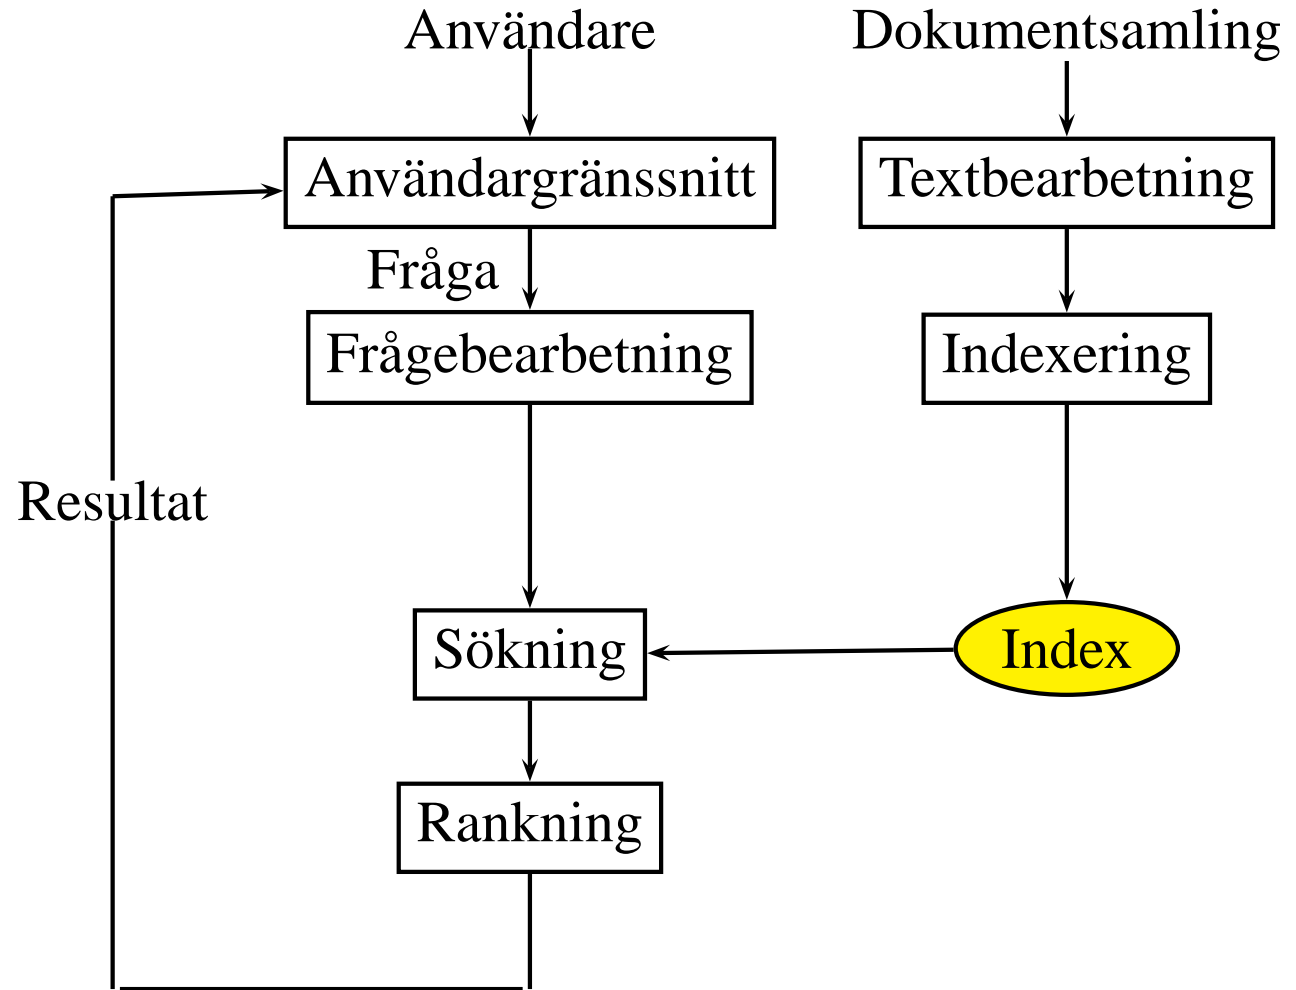 Användare
Dokumentsamling
Användargränssnitt
Textbearbetning
Fråga
Frågebearbetning
Indexering
Resultat
Sökning
Index
Rankning